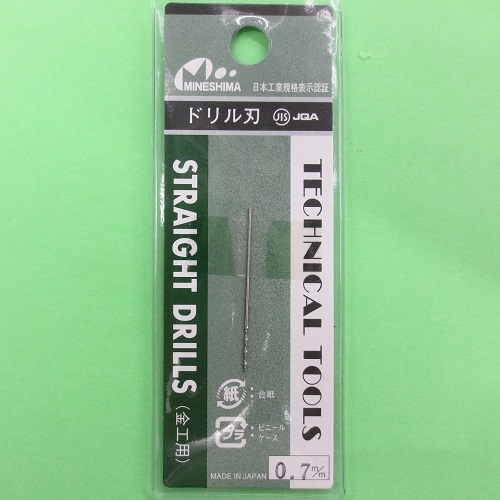 MINESHIMA
日本工業規格表示認証
ドリル刃
JIS JQA
TECHNICAL TOOLS
STRAIGHT DRILLS(金工用)
紙
・台紙
プラ
・ビニール
ケース
MADE IN JAPAN
0.7m/m